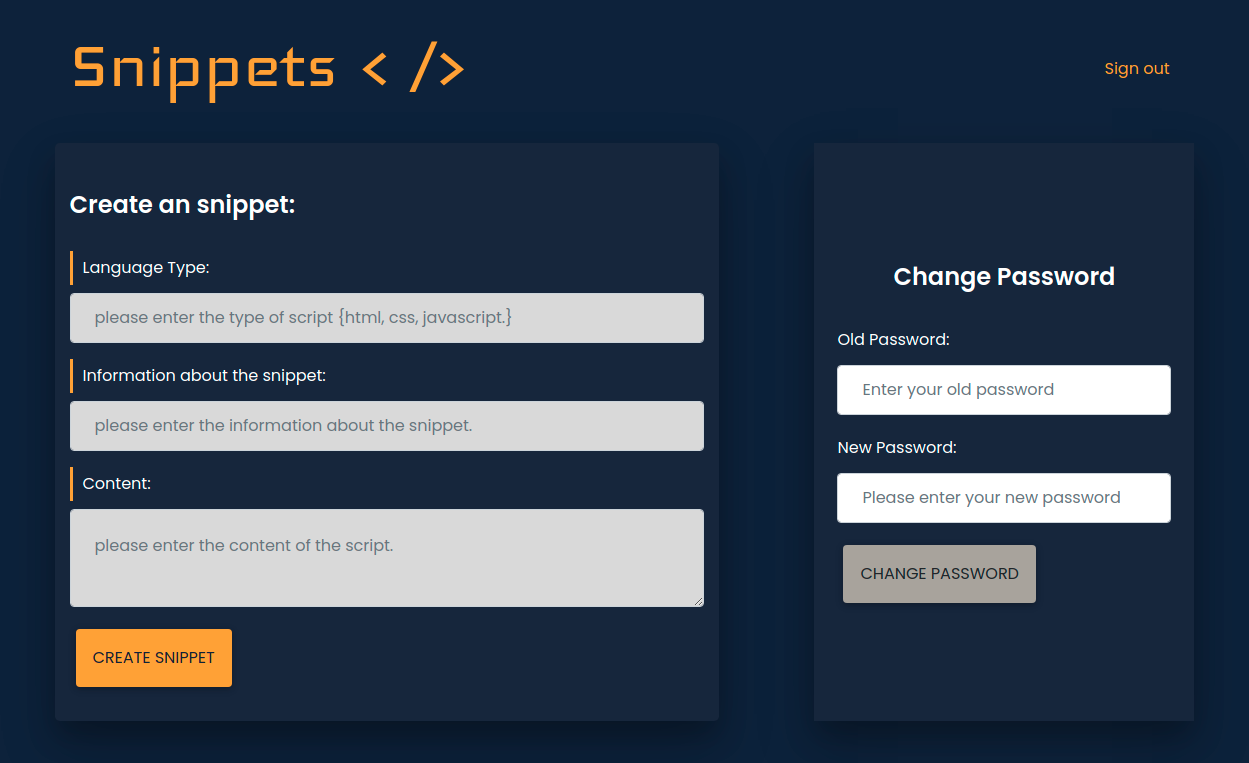 Snippets </>
Sign out
Create an snippet:
Language Type:
please enter the type of script {html, css, javascript.}
Information about the snippet:
please enter the information about the snippet.
Content:
please enter the content of the script.
CREATE SNIPPET
Change Password
Old Password:
Enter your old password
New Password:
Please enter your new password
CHANGE PASSWORD